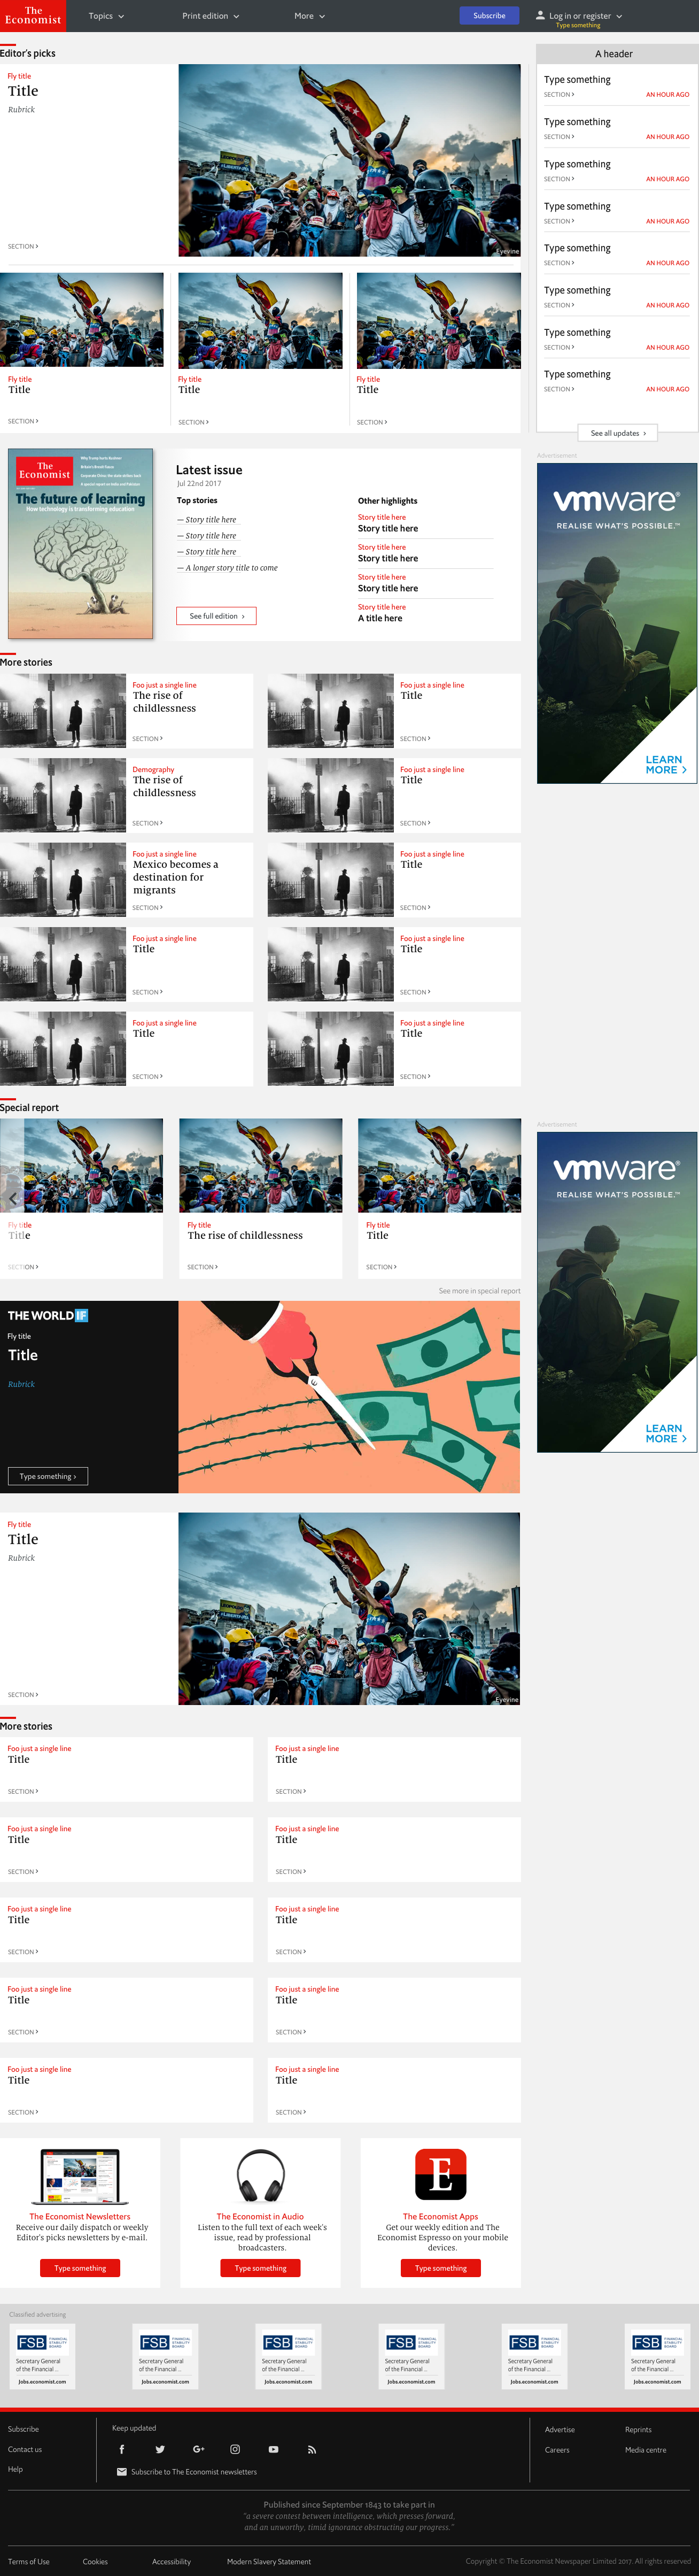 The
Economist
Topics
Print edition
More
Subscribe
Log in or register
Type something
Editor's picks
Fly title
Title
Rubrick
SECTION
Eyevine
Fly title
Title
SECTION
Fly title
Title
SECTION
Fly title
Title
SECTION
A header
Type something
SECTION AN HOUR AGO
Type something
SECTION AN HOUR AGO
Type something
SECTION AN HOUR AGO
Type something
SECTION AN HOUR AGO
Type something
SECTION AN HOUR AGO
Type something
SECTION AN HOUR AGO
Type something
SECTION AN HOUR AGO
Type something
SECTION AN HOUR AGO
See all updates
The
Economist
The future of learning
How technology is transforming education
Latest issue
Jul 22nd 2017
Top stories
— Story title here
— Story title here
— Story title here
— A longer story title to come
See full edition
Other highlights
Story title here
Story title here
Story title here
Story title here
Story title here
Story title here
Story title here
A title here
Advertisement
vmware®
REALISE WHAT'S POSSIBLE.™
LEARN
MORE
More stories
Foo just a single line
The rise of
childlessness
SECTION
Foo just a single line
Title
SECTION
Demography
The rise of
childlessness
SECTION
Foo just a single line
Title
SECTION
Foo just a single line
Mexico becomes a
destination for
migrants
SECTION
Foo just a single line
Title
SECTION
Foo just a single line
Title
SECTION
Foo just a single line
Title
SECTION
Foo just a single line
Title
SECTION
Foo just a single line
Title
SECTION
Special report
Fly title
Title
SECTION
Fly title
The rise of childlessness
SECTION
Fly title
Title
SECTION
See more in special report
Advertisement
vmware®
REALISE WHAT'S POSSIBLE.™
LEARN
MORE
THE WORLD IF
Fly title
Title
Rubrick
Type something
Fly title
Title
Rubrick
SECTION
Eyevine
More stories
Foo just a single line
Title
SECTION
Foo just a single line
Title
SECTION
Foo just a single line
Title
SECTION
Foo just a single line
Title
SECTION
Foo just a single line
Title
SECTION
Foo just a single line
Title
SECTION
Foo just a single line
Title
SECTION
Foo just a single line
Title
SECTION
Foo just a single line
Title
SECTION
Foo just a single line
Title
SECTION
The Economist Newsletters
Receive our daily dispatch or weekly
Editor's picks newsletters by e-mail.
Type something
The Economist in Audio
Listen to the full text of each week's
issue, read by professional
broadcasters.
Type something
E
The Economist Apps
Get our weekly edition and The
Economist Espresso on your mobile
devices.
Type something
Classified advertising
FSB FINANCIAL
STABILITY
BOARD
Secretary General
of the Financial ...
Jobs.economist.com
FSB FINANCIAL
STABILITY
BOARD
Secretary General
of the Financial ...
Jobs.economist.com
FSB FINANCIAL
STABILITY
BOARD
Secretary General
of the Financial ...
Jobs.economist.com
FSB FINANCIAL
STABILITY
BOARD
Secretary General
of the Financial ...
Jobs.economist.com
FSB FINANCIAL
STABILITY
BOARD
Secretary General
of the Financial ...
Jobs.economist.com
FSB FINANCIAL
STABILITY
BOARD
Secretary General
of the Financial ...
Jobs.economist.com
Subscribe
Contact us
Help
Keep updated
Subscribe to The Economist newsletters
Advertise
Reprints
Careers
Media centre
Published since September 1843 to take part in
"a severe contest between intelligence, which presses forward,
and an unworthy, timid ignorance obstructing our progress."
Terms of Use
Cookies
Accessibility
Modern Slavery Statement
Copyright © The Economist Newspaper Limited 2017. All rights reserved